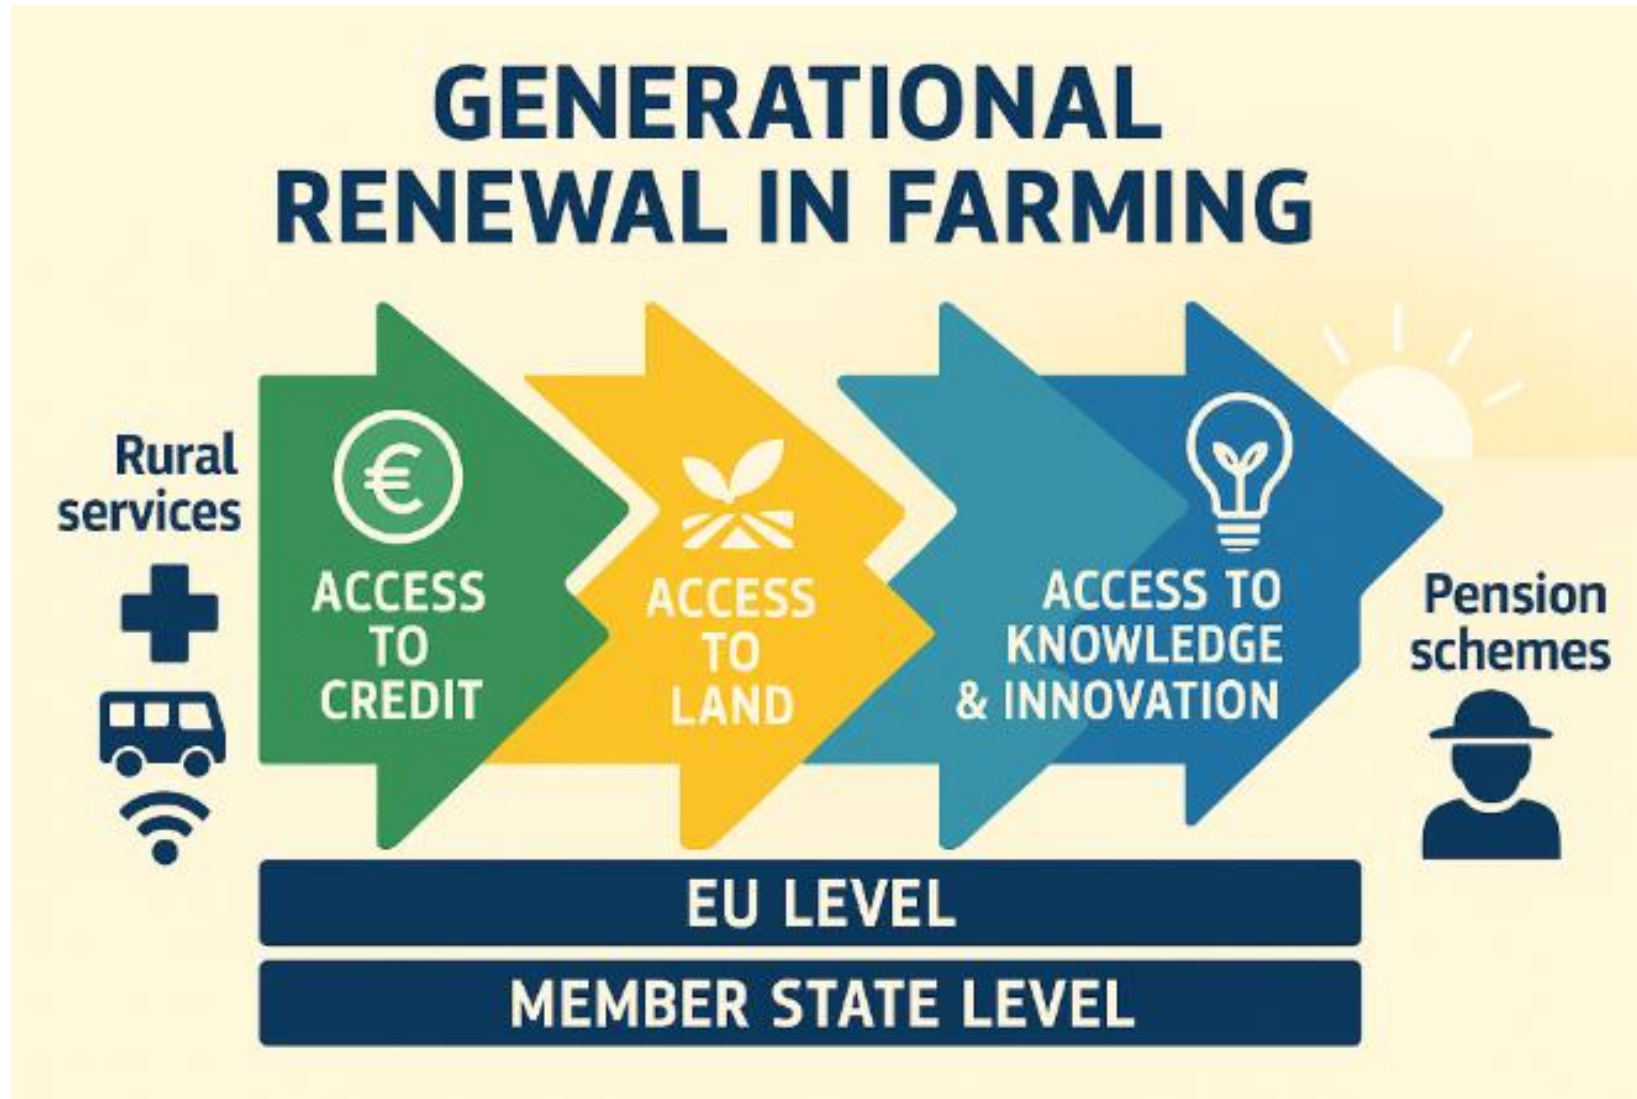 GENERATIONAL
RENEWAL IN FARMING
Rural
services
€
ACCESS
TO
CREDIT
ACCESS
TO
LAND
ACCESS TO
KNOWLEDGE
& INNOVATION
Pension
schemes
EU LEVEL
MEMBER STATE LEVEL